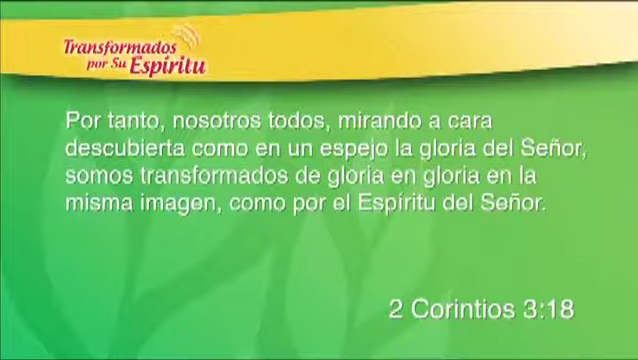 Transformados
por Su Espíritu
Por tanto, nosotros todos, mirando a cara
descubierta como en un espejo la gloria del Señor,
somos transformados de gloria en gloria en la
misma imagen, como por el Espíritu del Señor.
2 Corintios 3:18